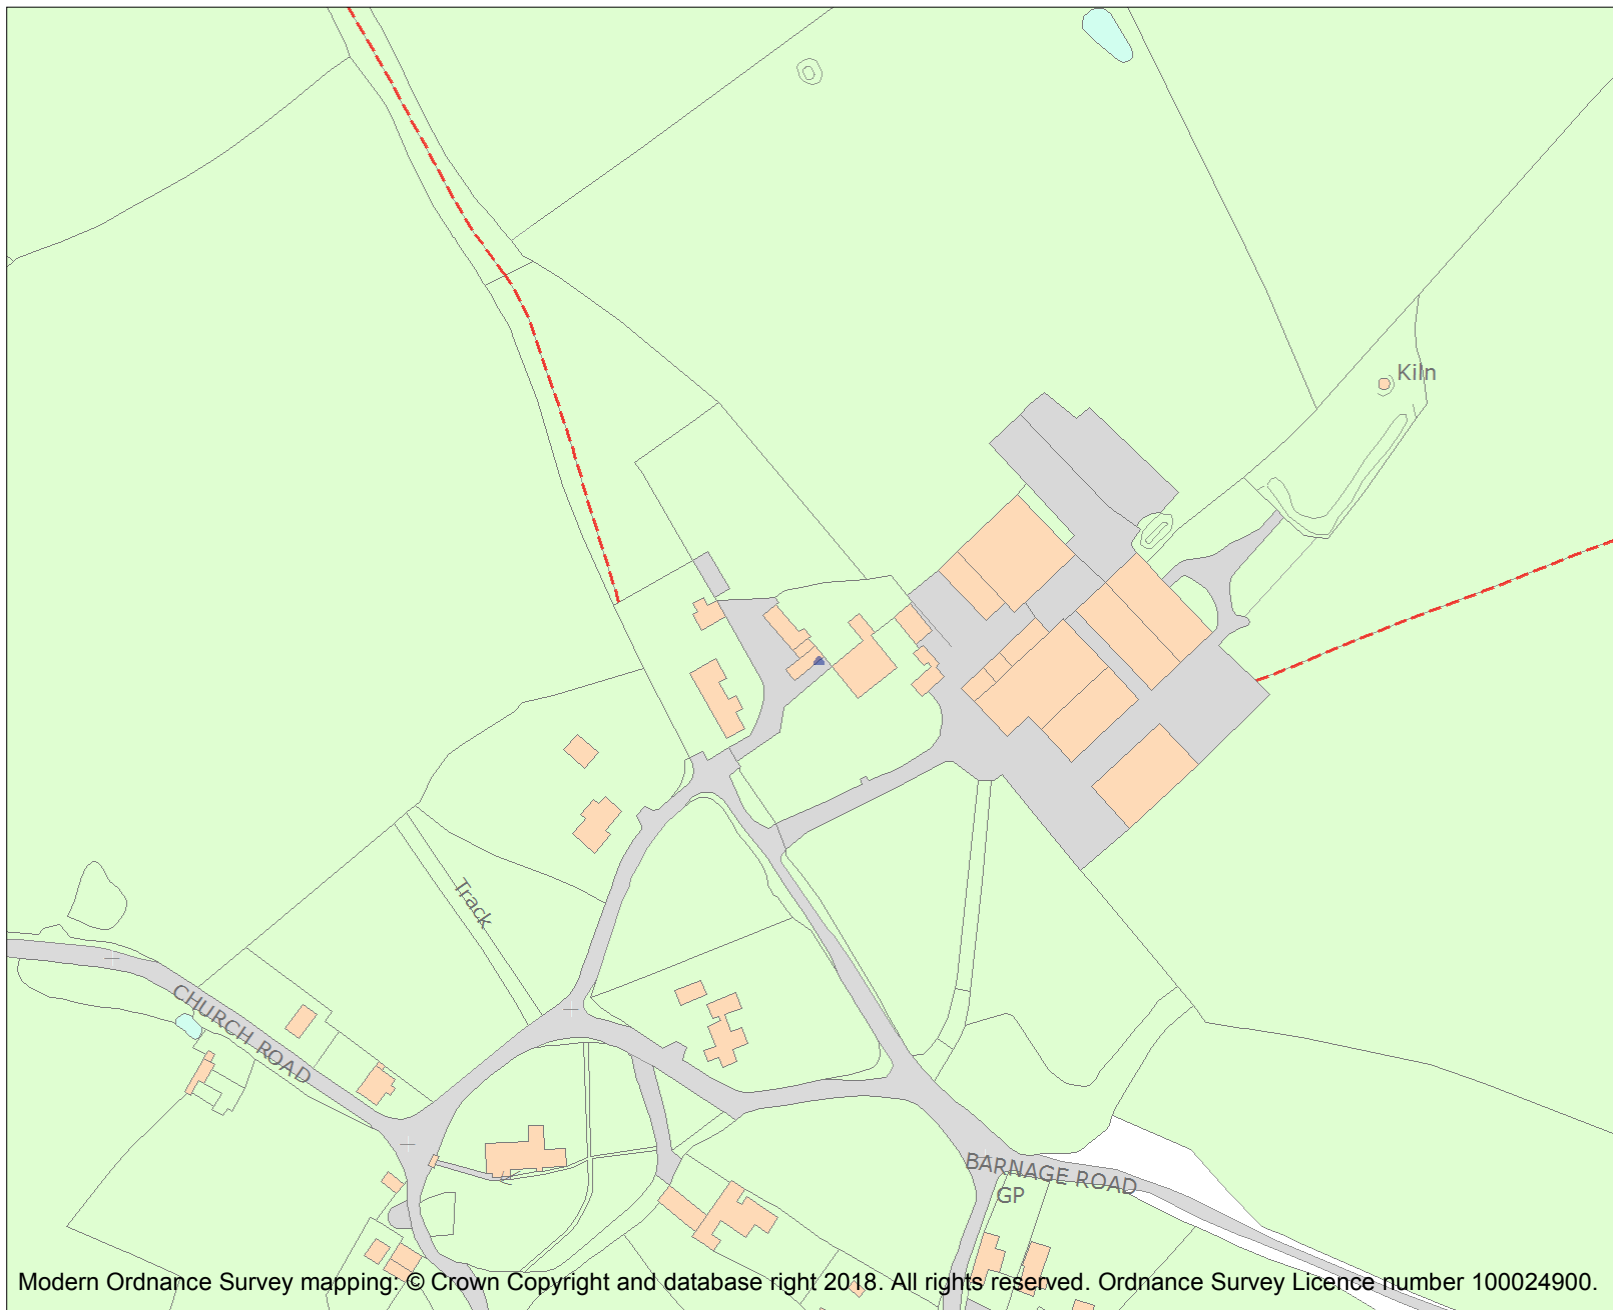 Kiln
Track
CHURCH ROAD
BARNAGE ROAD
GP
Modern Ordnance Survey mapping: © Crown Copyright and database right 2018. All rights reserved. Ordnance Survey Licence number 100024900.